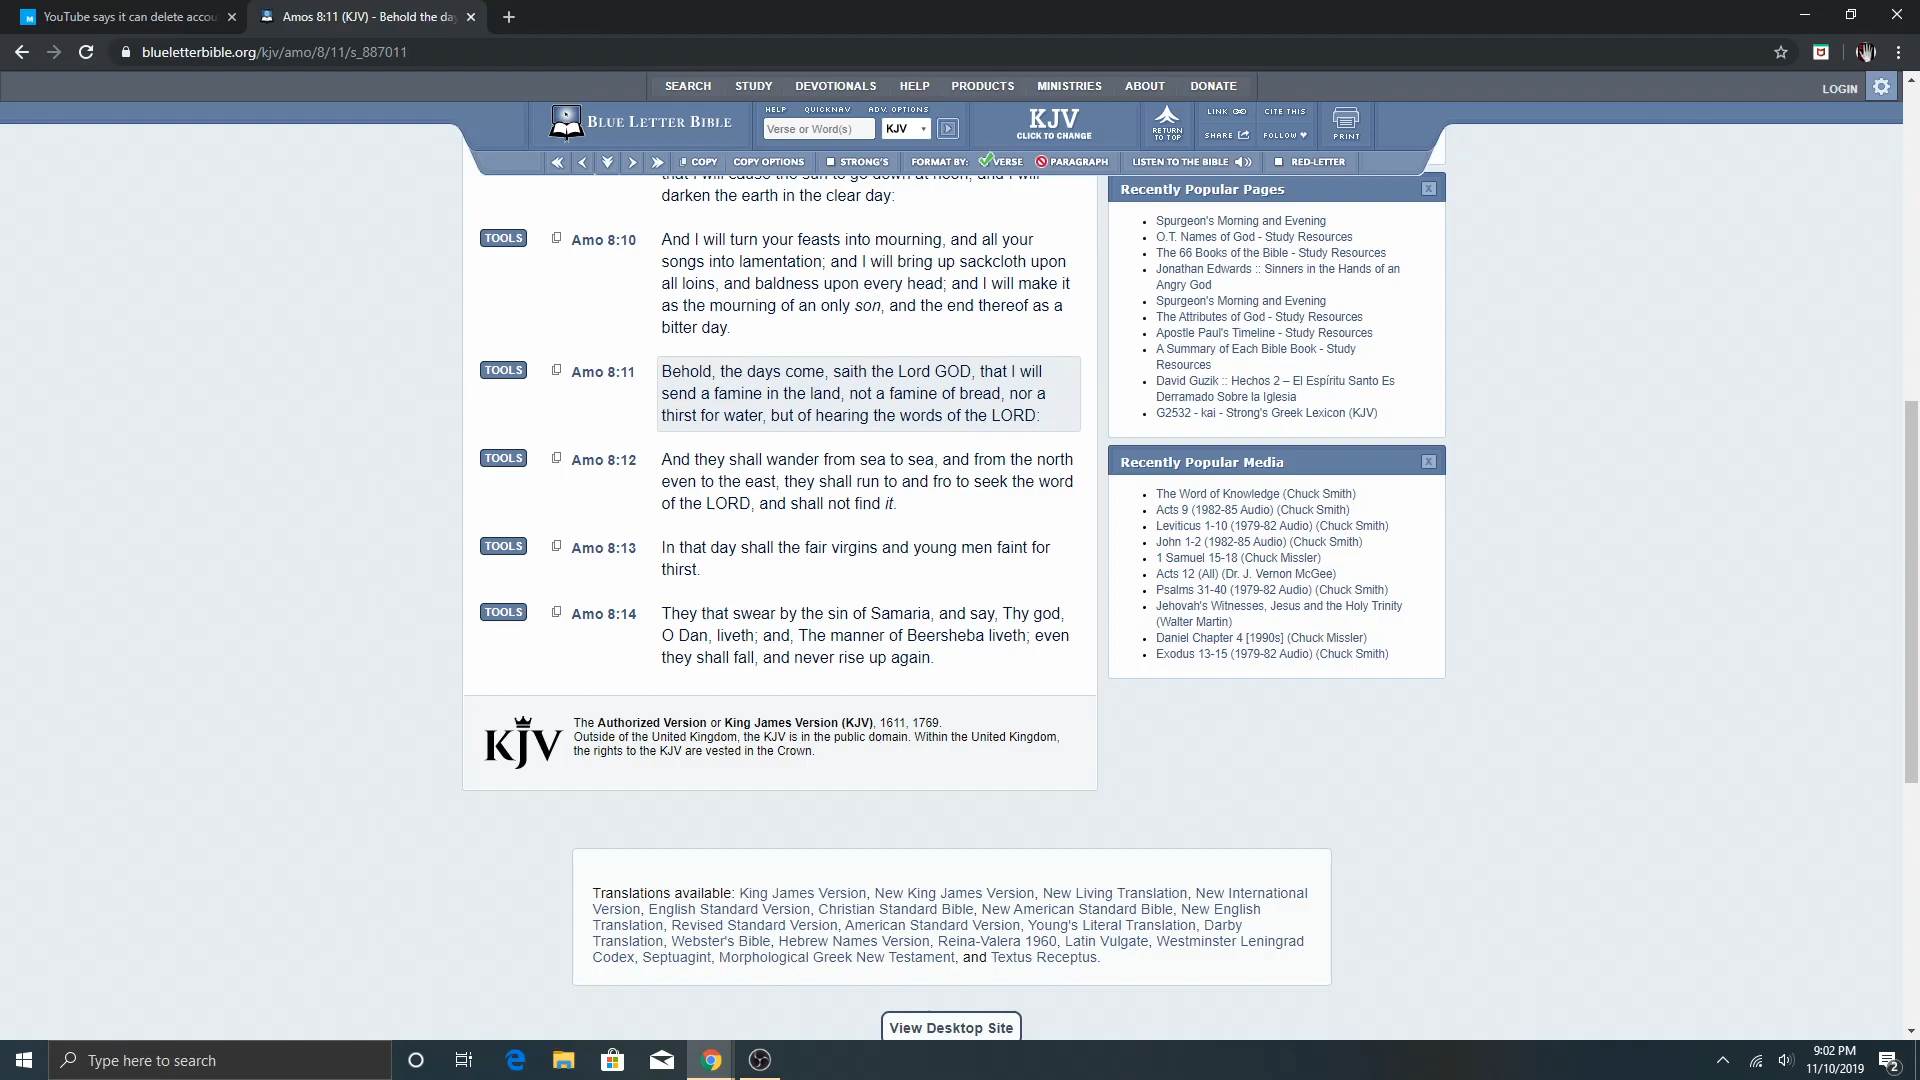 YouTube says it can delete accou
Amos 8:11 (KJV) - Behold the da
blueletterbible.org/kjv/amo/8/11/s_887011
SEARCH STUDY DEVOTIONALS HELP PRODUCTS MINISTRIES ABOUT DONATE
LOGIN
HELP QUICKNAV ADV. OPTIONS
BLUE LETTER BIBLE
Verse or Word(s) KJV
KJV
CLICK TO CHANGE
RETURN
TO TOP
LINK CITE THIS
SHARE FOLLOW
PRINT
COPY COPY OPTIONS STRONG'S FORMAT BY: VERSE PARAGRAPH LISTEN TO THE BIBLE RED-LETTER
that I will cause the sun to go down at noon, and I will
darken the earth in the clear day:
TOOLS Amo 8:10 And I will turn your feasts into mourning, and all your
songs into lamentation; and I will bring up sackcloth upon
all loins, and baldness upon every head; and I will make it
as the mourning of an only son, and the end thereof as a
bitter day.
TOOLS Amo 8:11 Behold, the days come, saith the Lord GOD, that I will
send a famine in the land, not a famine of bread, nor a
thirst for water, but of hearing the words of the LORD:
TOOLS Amo 8:12 And they shall wander from sea to sea, and from the north
even to the east, they shall run to and fro to seek the word
of the LORD, and shall not find it.
TOOLS Amo 8:13 In that day shall the fair virgins and young men faint for
thirst.
TOOLS Amo 8:14 They that swear by the sin of Samaria, and say, Thy god,
O Dan, liveth; and, The manner of Beersheba liveth; even
they shall fall, and never rise up again.
KJV
The Authorized Version or King James Version (KJV), 1611, 1769.
Outside of the United Kingdom, the KJV is in the public domain. Within the United Kingdom,
the rights to the KJV are vested in the Crown.
Recently Popular Pages
Spurgeon's Morning and Evening
O.T. Names of God - Study Resources
The 66 Books of the Bible - Study Resources
Jonathan Edwards :: Sinners in the Hands of an
Angry God
Spurgeon's Morning and Evening
The Attributes of God - Study Resources
Apostle Paul's Timeline - Study Resources
A Summary of Each Bible Book - Study
Resources
David Guzik :: Hechos 2 – El Espíritu Santo Es
Derramado Sobre la Iglesia
G2532 - kai - Strong's Greek Lexicon (KJV)
Recently Popular Media
The Word of Knowledge (Chuck Smith)
Acts 9 (1982-85 Audio) (Chuck Smith)
Leviticus 1-10 (1979-82 Audio) (Chuck Smith)
John 1-2 (1982-85 Audio) (Chuck Smith)
1 Samuel 15-18 (Chuck Missler)
Acts 12 (All) (Dr. J. Vernon McGee)
Psalms 31-40 (1979-82 Audio) (Chuck Smith)
Jehovah's Witnesses, Jesus and the Holy Trinity
(Walter Martin)
Daniel Chapter 4 [1990s] (Chuck Missler)
Exodus 13-15 (1979-82 Audio) (Chuck Smith)
Translations available: King James Version, New King James Version, New Living Translation, New International
Version, English Standard Version, Christian Standard Bible, New American Standard Bible, New English
Translation, Revised Standard Version, American Standard Version, Young's Literal Translation, Darby
Translation, Webster's Bible, Hebrew Names Version, Reina-Valera 1960, Latin Vulgate, Westminster Leningrad
Codex, Septuagint, Morphological Greek New Testament, and Textus Receptus.
View Desktop Site
Type here to search
9:02 PM
11/10/2019
2